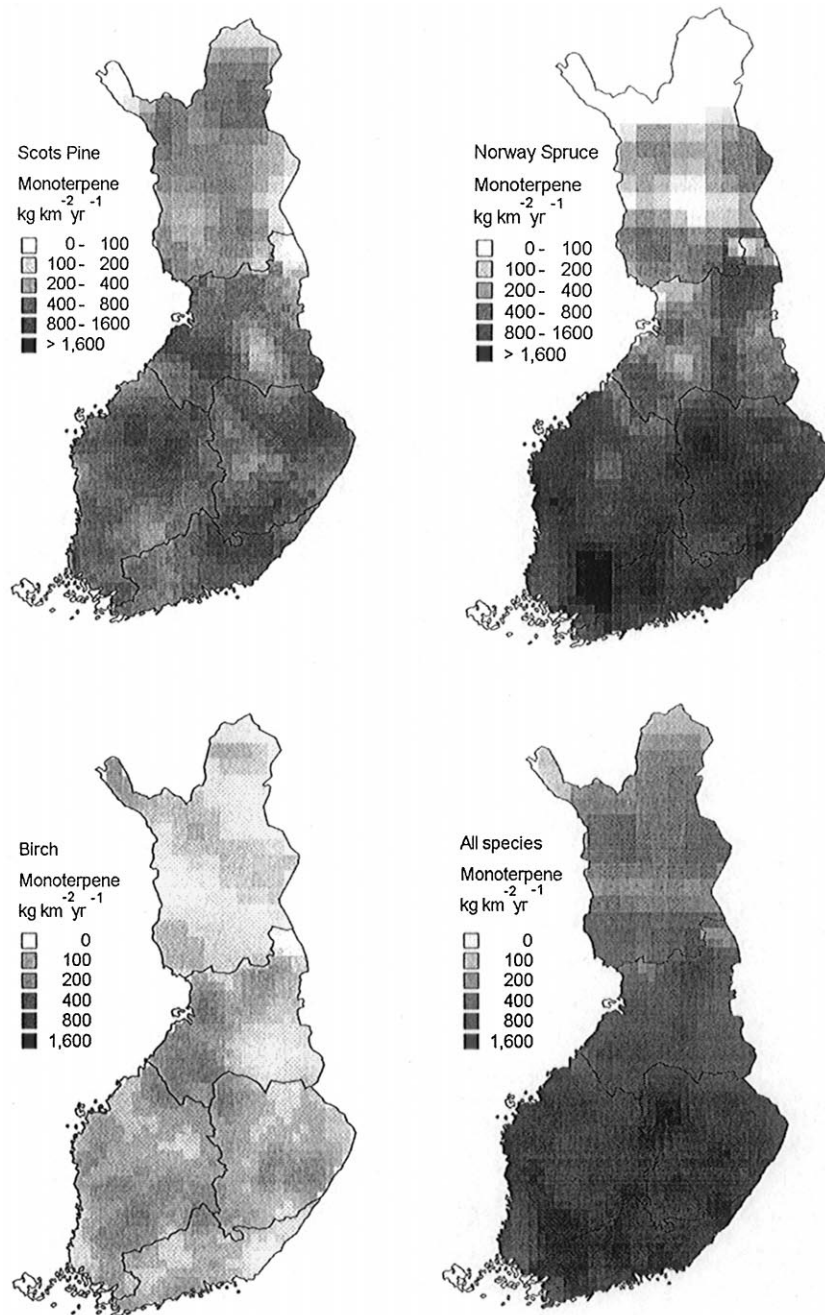 Scots Pine
Monoterpene
kg km⁻² yr⁻¹
0 - 100
100 - 200
200 - 400
400 - 800
800 - 1600
> 1,600
Norway Spruce
Monoterpene
kg km⁻² yr⁻¹
0 - 100
100 - 200
200 - 400
400 - 800
800 - 1600
> 1,600
Birch
Monoterpene
kg km⁻² yr⁻¹
0
100
200
400
800
1,600
All species
Monoterpene
kg km⁻² yr⁻¹
0
100
200
400
800
1,600